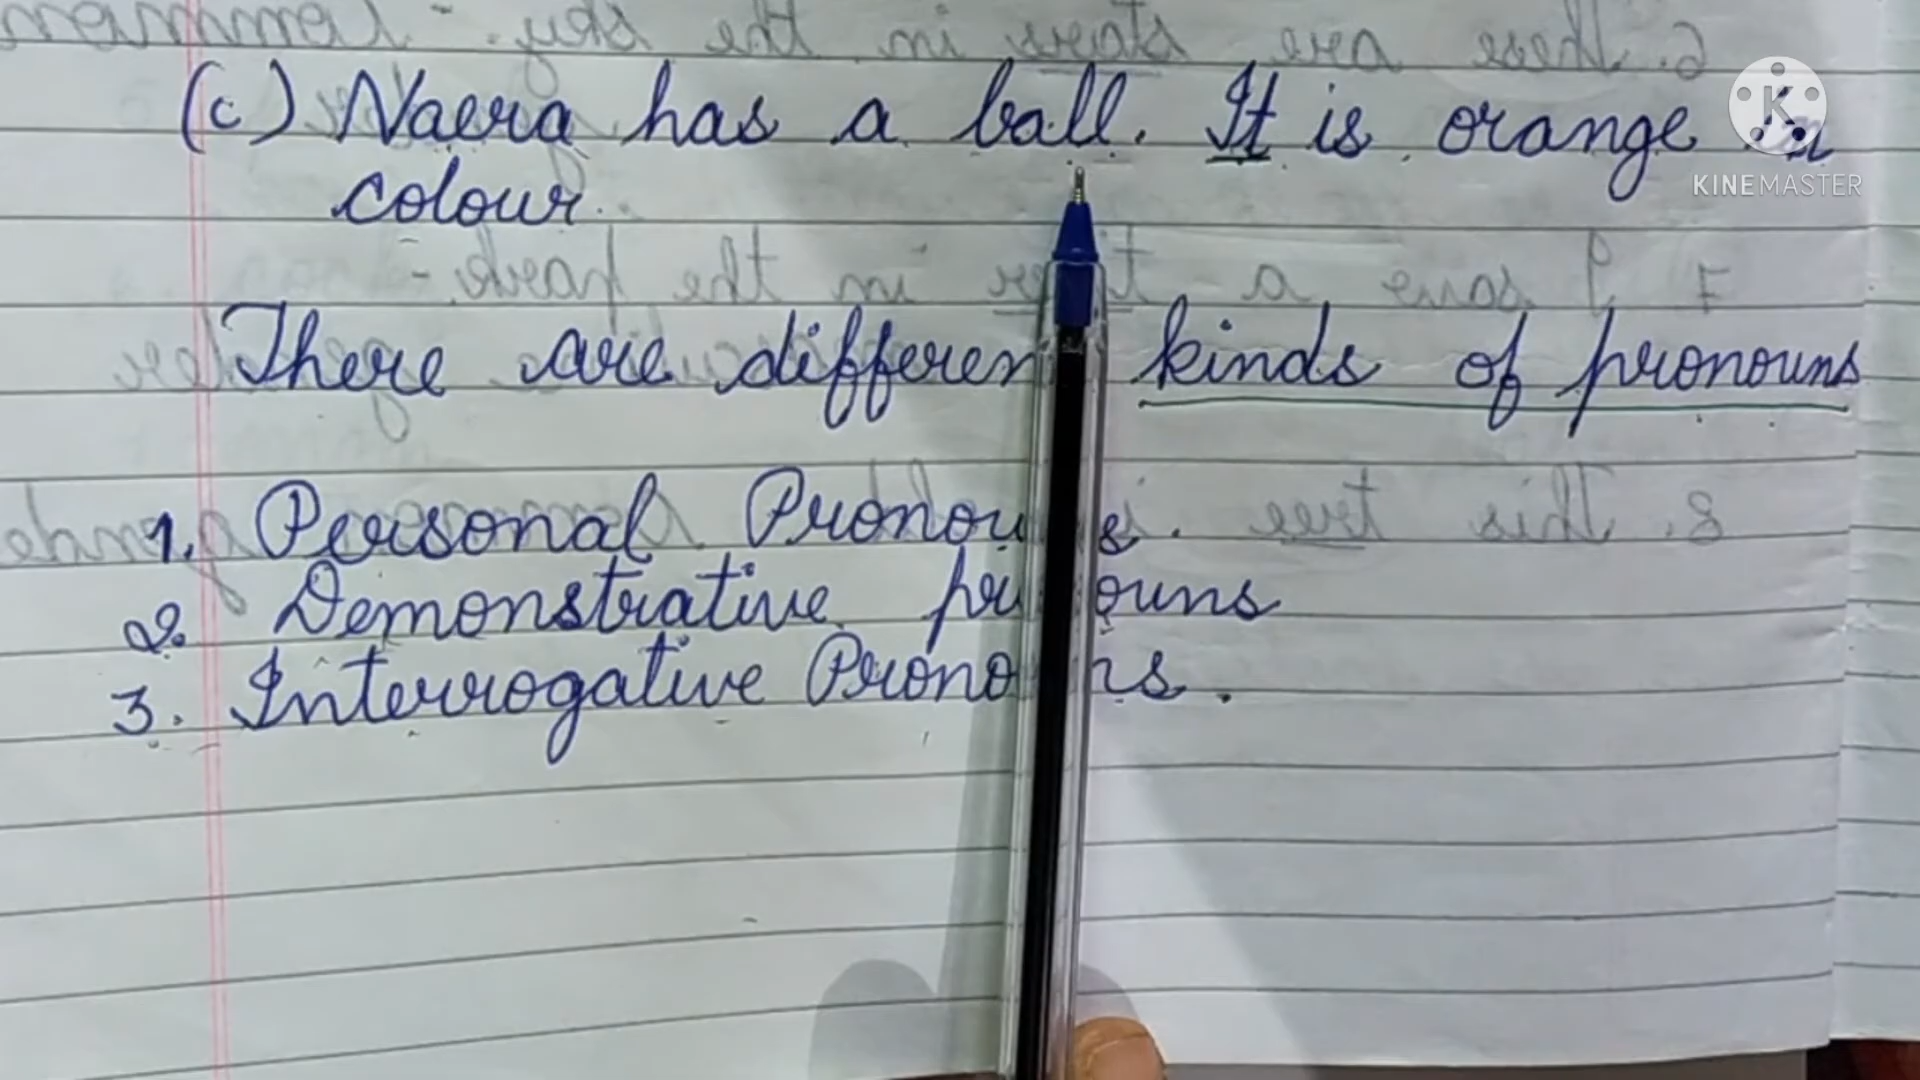 (c) Naera has a ball. It is orange in
colour.
There are different kinds of pronouns
1. Personal Pronouns.
2. Demonstrative pronouns
3. Interrogative Pronouns.
KINEMASTER